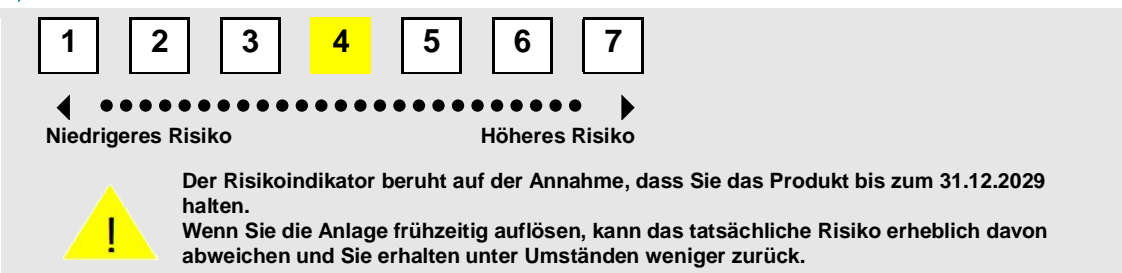 1 2 3 4 5 6 7
Niedrigeres Risiko Höheres Risiko
Der Risikoindikator beruht auf der Annahme, dass Sie das Produkt bis zum 31.12.2029
halten.
Wenn Sie die Anlage frühzeitig auflösen, kann das tatsächliche Risiko erheblich davon
abweichen und Sie erhalten unter Umständen weniger zurück.
!